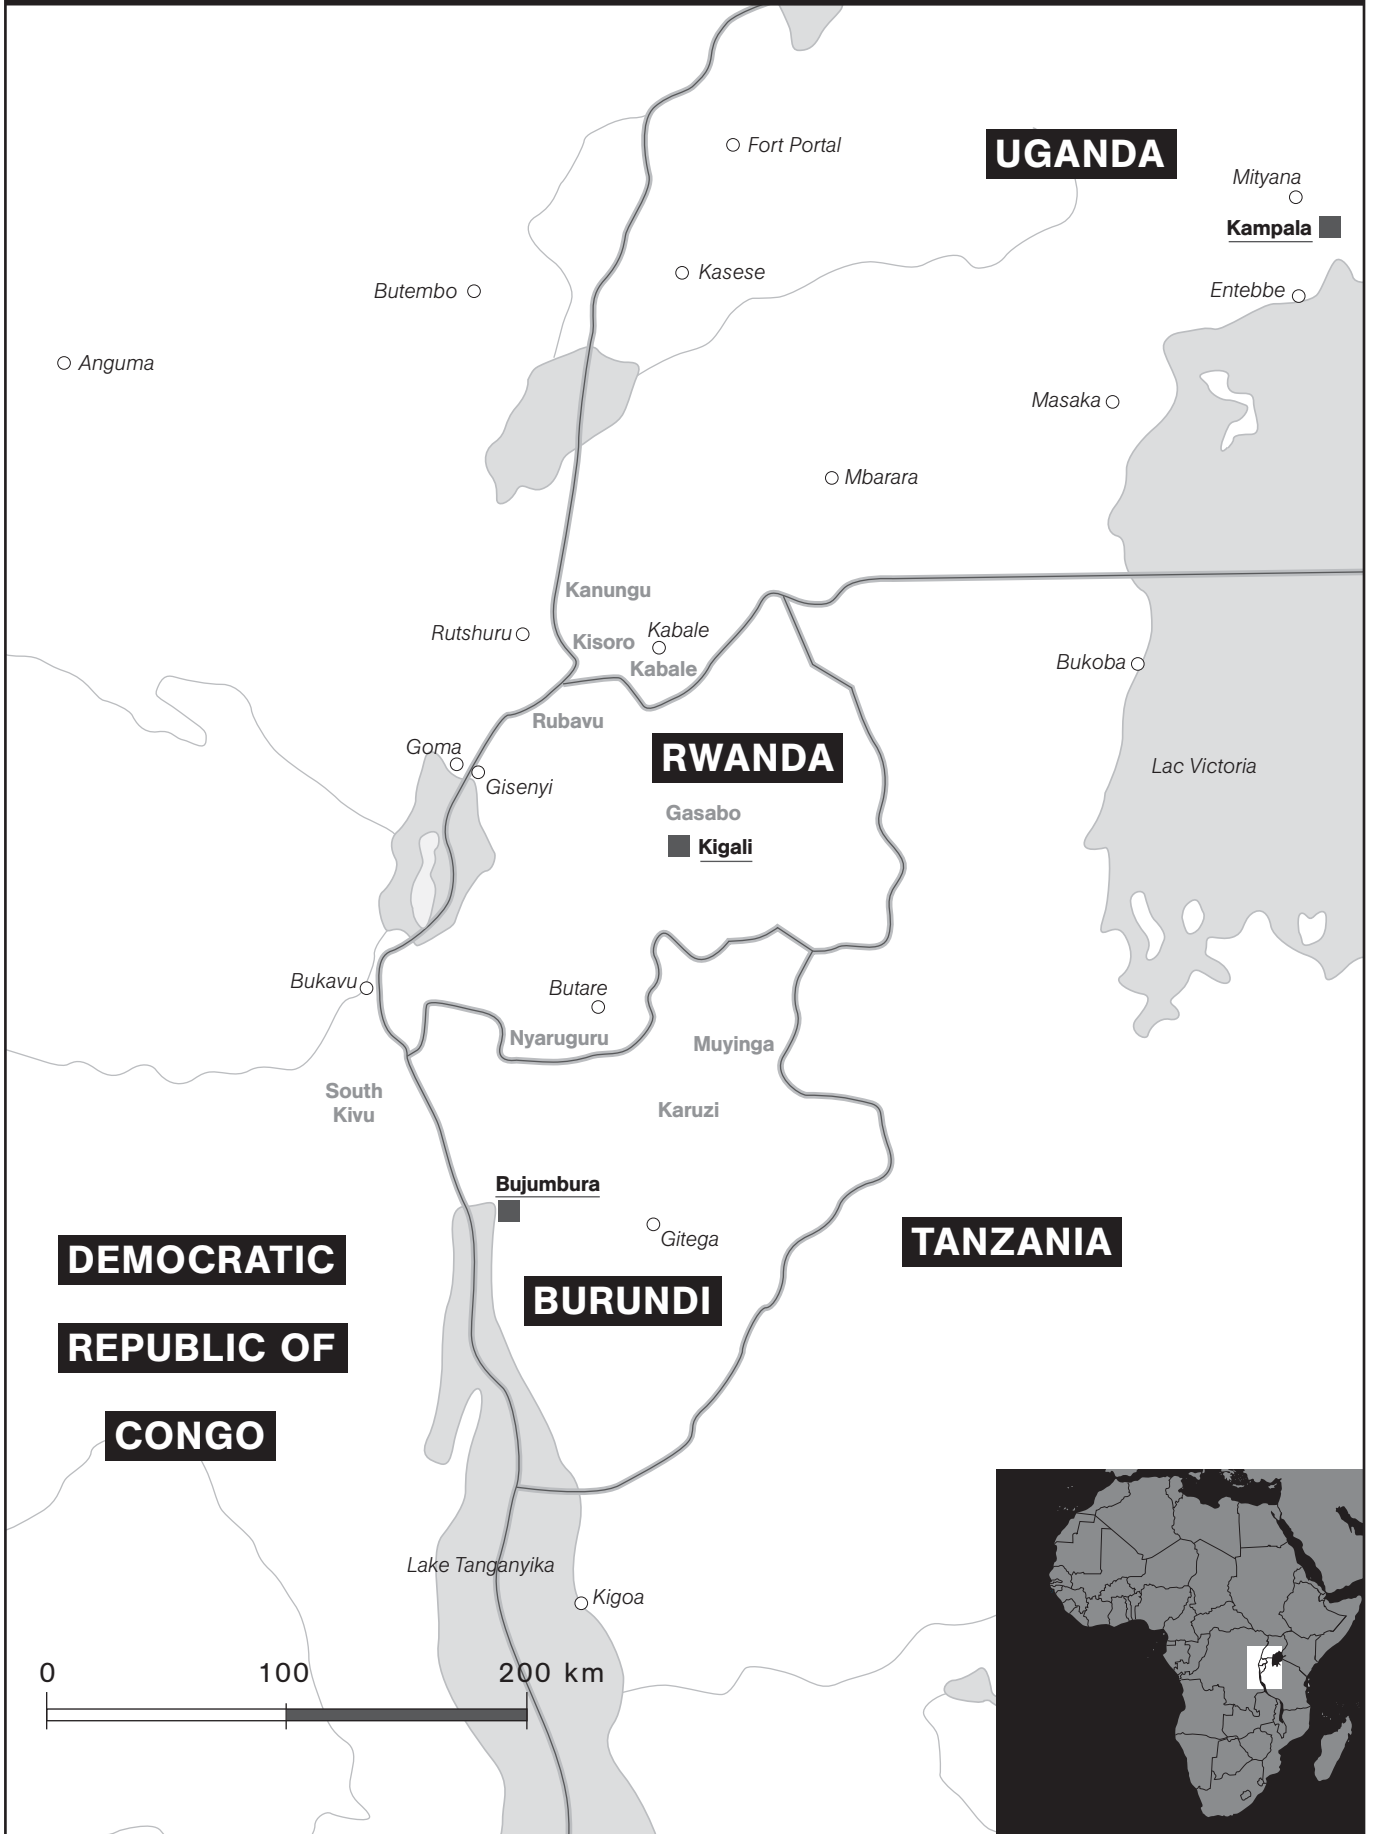 Fort Portal
UGANDA
Mityana
Kampala
Kasese
Butembo
Entebbe
Anguma
Masaka
Mbarara
Kanungu
Rutshuru
Kisoro
Kabale
Kabale
Bukoba
Rubavu
Goma
RWANDA
Lac Victoria
Gisenyi
Gasabo
Kigali
Bukavu
Butare
Nyaruguru
Muyinga
South
Kivu
Karuzi
Bujumbura
Gitega
TANZANIA
DEMOCRATIC
REPUBLIC OF
CONGO
BURUNDI
Lake Tanganyika
Kigoa
0 100 200 km